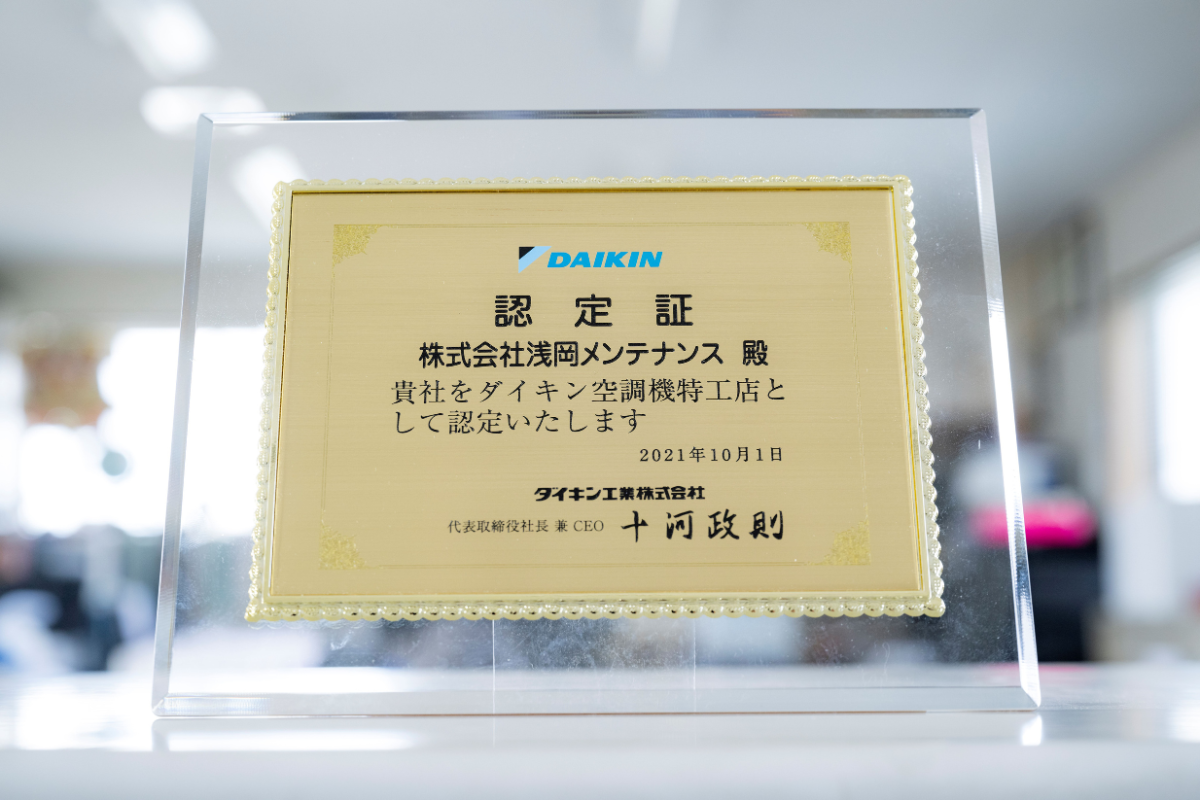 DAIKIN
認定証
株式会社浅岡メンテナンス 殿
貴社をダイキン空調機特工店と
して認定いたします
2021年10月1日
ダイキン工業株式会社
代表取締役社長 兼 CEO 十河政則